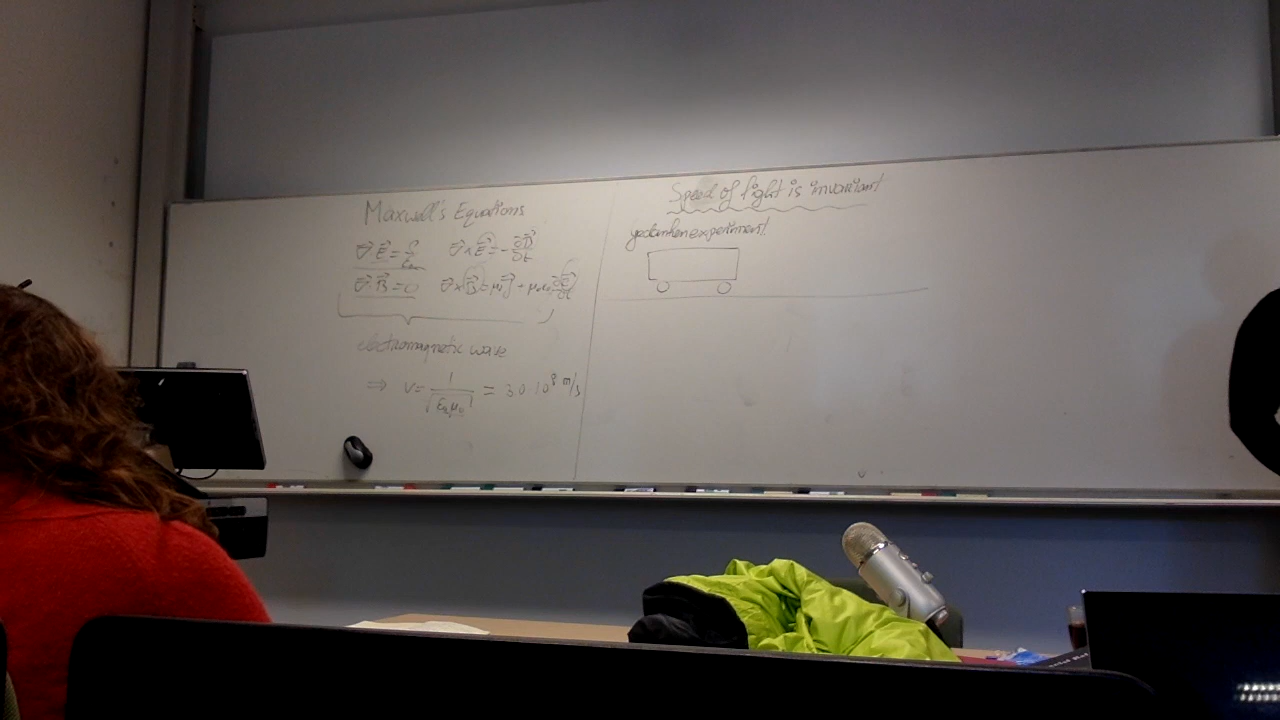 Maxwell's Equations
∇·E = ρ/ε₀ ∇×E = -∂B/∂t
∇·B = 0 ∇×B = μ₀J + μ₀ε₀ ∂E/∂t
electromagnetic wave
⇒ v = 1/√(ε₀μ₀) = 3.0 10⁸ m/s
Speed of light is invariant
gedanken experiment!